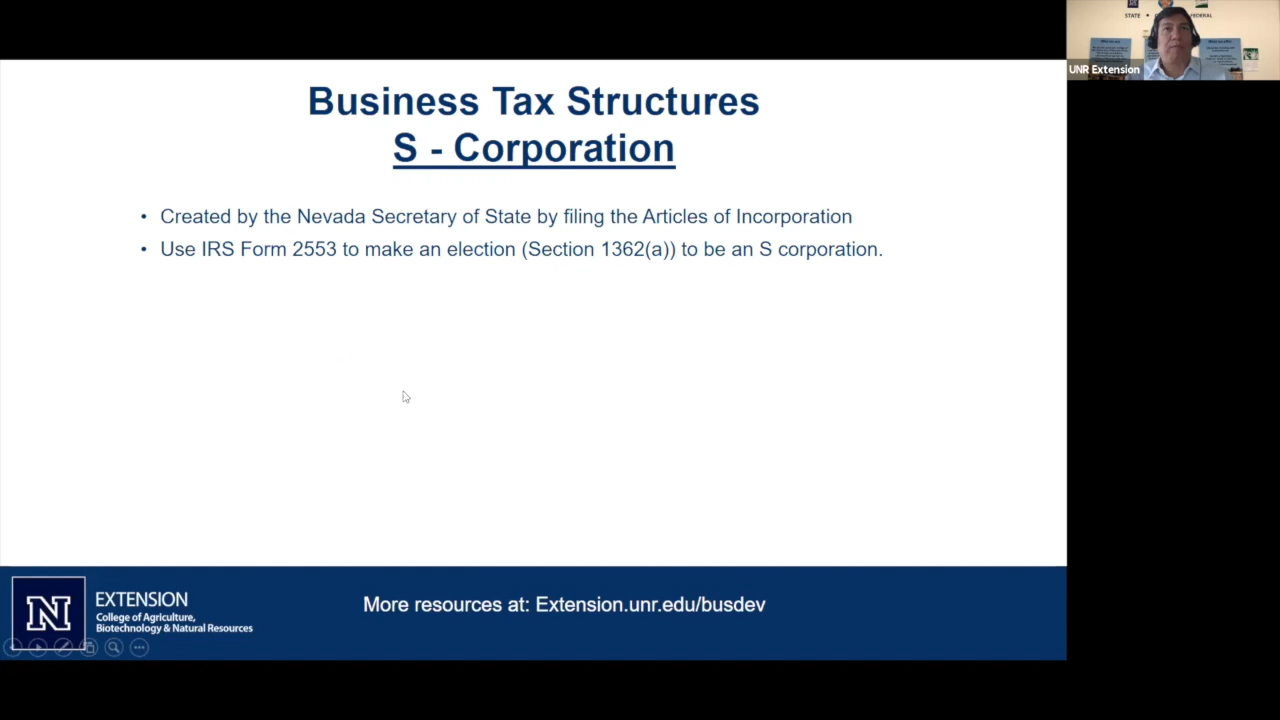 Business Tax Structures
S - Corporation
• Created by the Nevada Secretary of State by filing the Articles of Incorporation
• Use IRS Form 2553 to make an election (Section 1362(a)) to be an S corporation.
N
EXTENSION
College of Agriculture,
Biotechnology & Natural Resources
More resources at: Extension.unr.edu/busdev
STATE
FEDERAL
UNR Extension